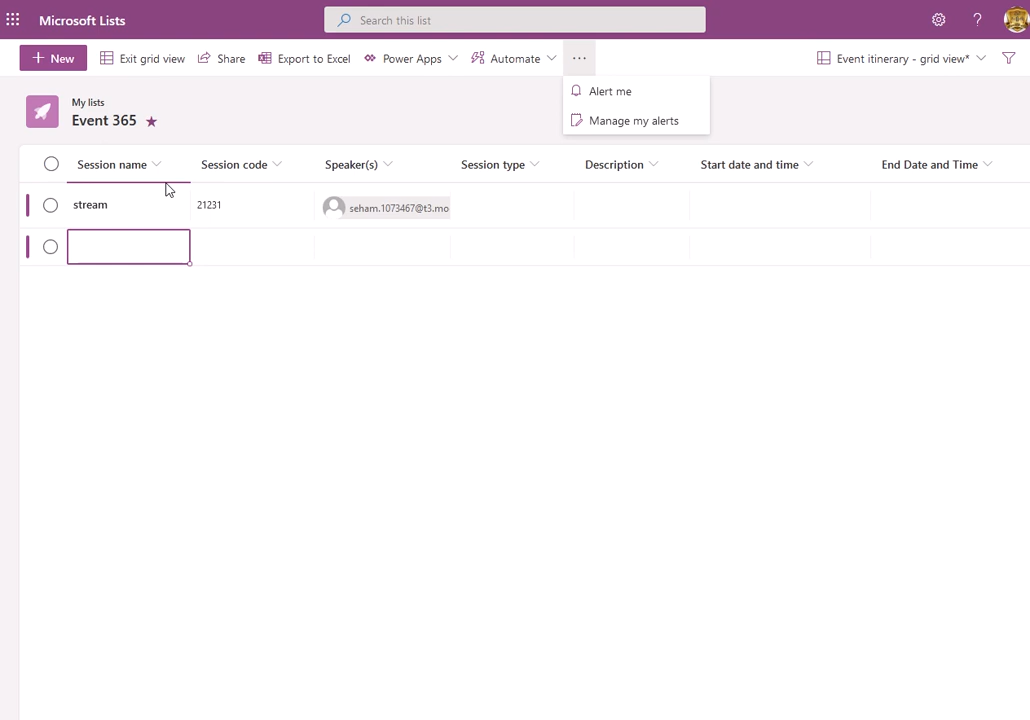 Microsoft Lists
Search this list
?
New
Exit grid view
Share
Export to Excel
Power Apps
Automate
...
Event itinerary - grid view*
Alert me
Manage my alerts
My lists
Event 365
Session name
Session code
Speaker(s)
Session type
Description
Start date and time
End Date and Time
stream
21231
seham.1073467@t3.mo